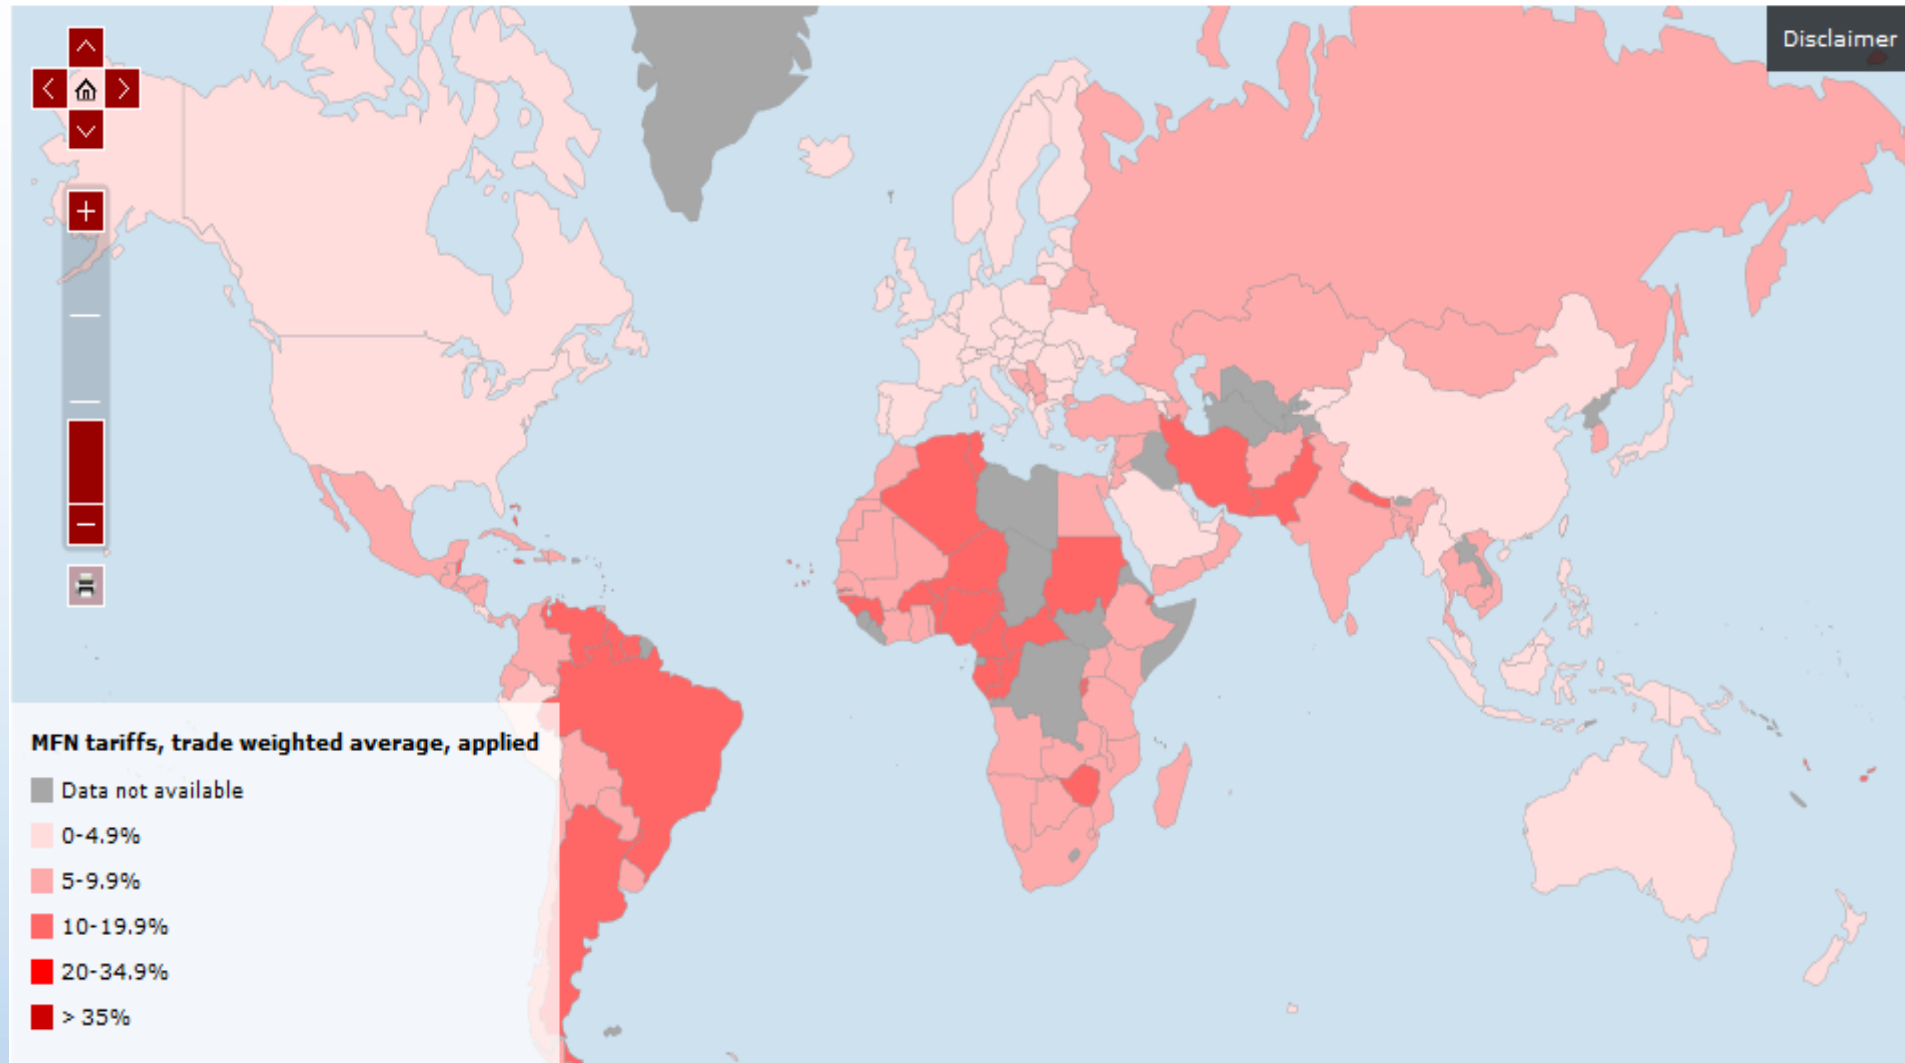 Disclaimer
MFN tariffs, trade weighted average, applied
Data not available
0-4.9%
5-9.9%
10-19.9%
20-34.9%
> 35%